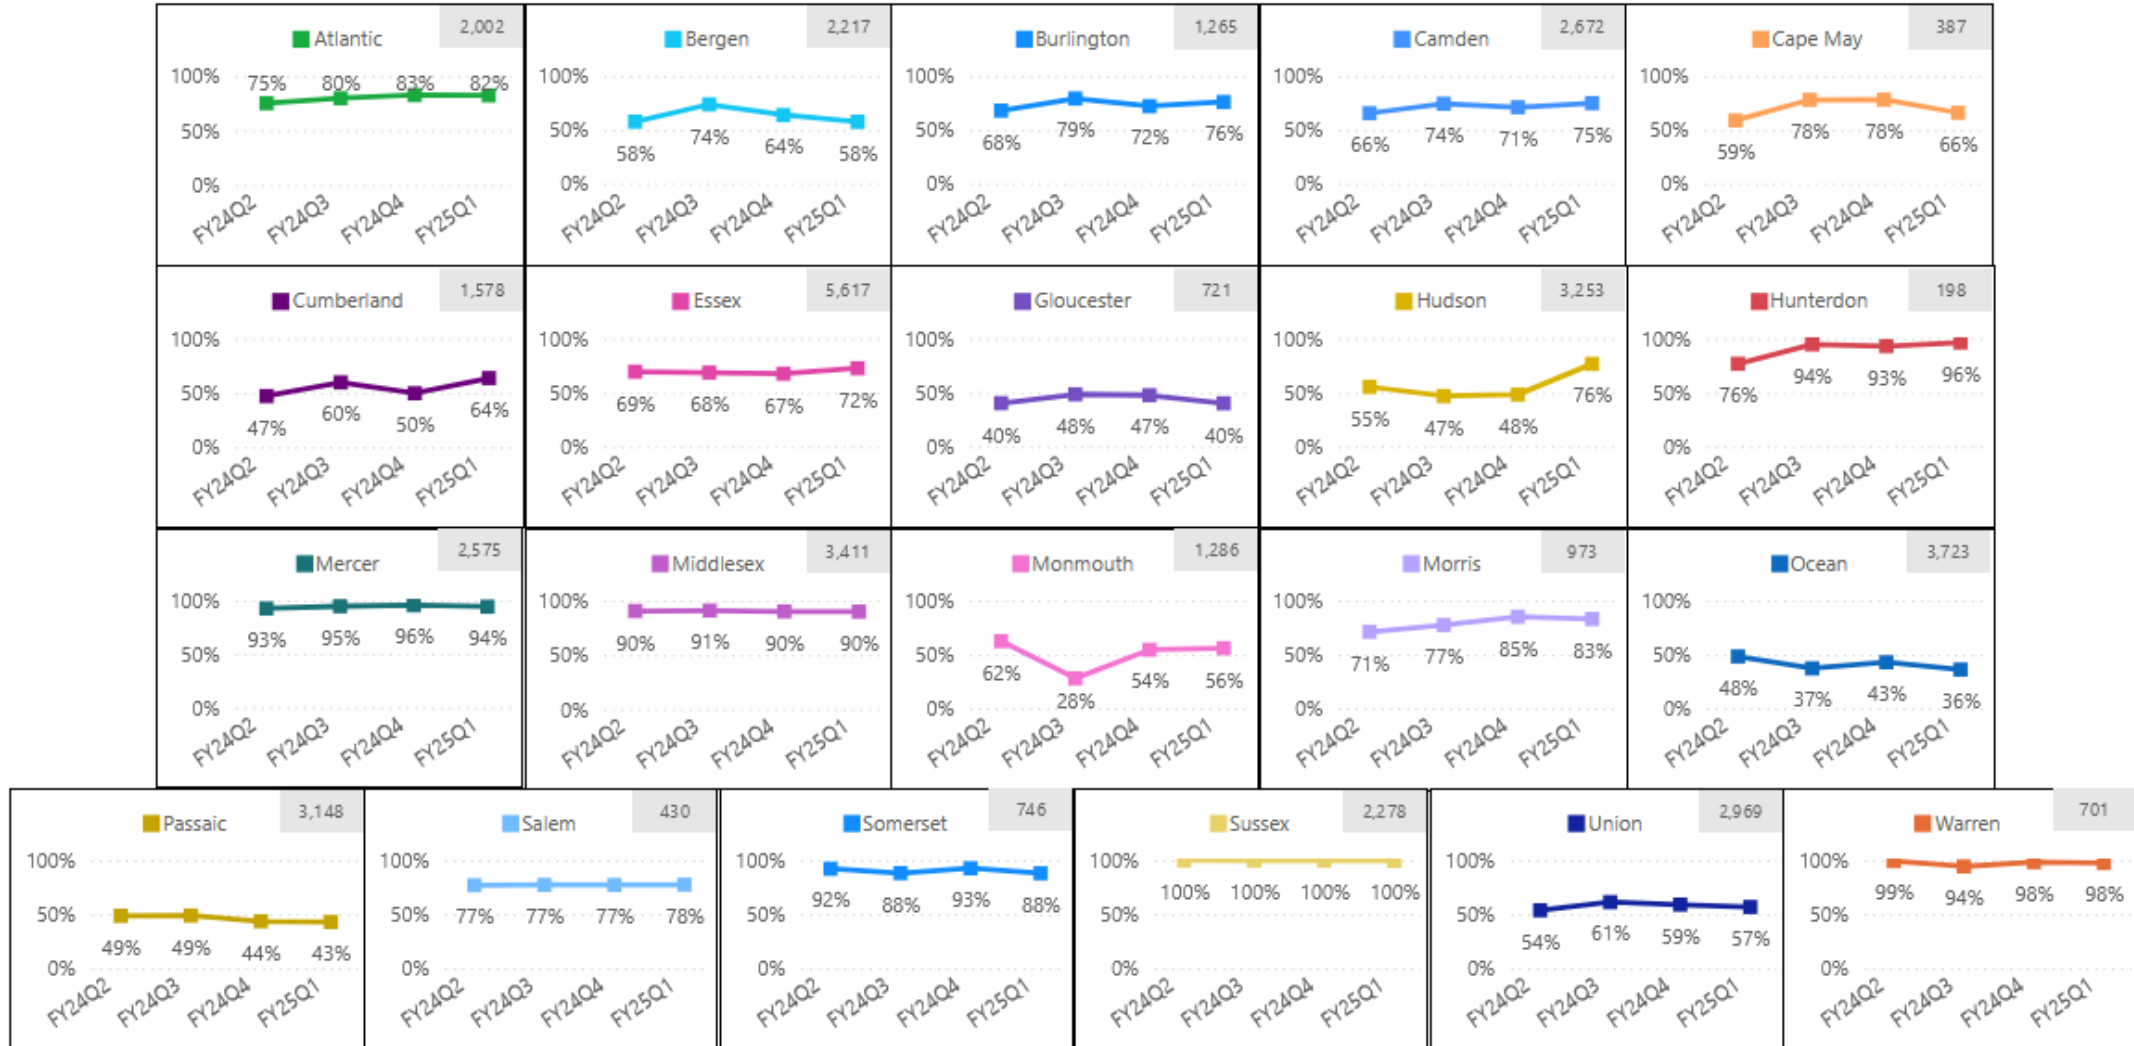 Atlantic 2,002
100%
75% 80% 83% 82%
50%
0%
FY24Q2 FY24Q3 FY24Q4 FY25Q1
Bergen 2,217
100%
50%
58% 74% 64% 58%
0%
FY24Q2 FY24Q3 FY24Q4 FY25Q1
Burlington 1,265
100%
50%
68% 79% 72% 76%
0%
FY24Q2 FY24Q3 FY24Q4 FY25Q1
Camden 2,672
100%
50%
66% 74% 71% 75%
0%
FY24Q2 FY24Q3 FY24Q4 FY25Q1
Cape May 387
100%
50%
59% 78% 78% 66%
0%
FY24Q2 FY24Q3 FY24Q4 FY25Q1
Cumberland 1,578
100%
50%
47% 60% 50% 64%
0%
FY24Q2 FY24Q3 FY24Q4 FY25Q1
Essex 5,617
100%
50%
69% 68% 67% 72%
0%
FY24Q2 FY24Q3 FY24Q4 FY25Q1
Gloucester 721
100%
50%
40% 48% 47% 40%
0%
FY24Q2 FY24Q3 FY24Q4 FY25Q1
Hudson 3,253
100%
50%
55% 47% 48% 76%
0%
FY24Q2 FY24Q3 FY24Q4 FY25Q1
Hunterdon 198
100%
50%
76% 94% 93% 96%
0%
FY24Q2 FY24Q3 FY24Q4 FY25Q1
Mercer 2,575
100%
93% 95% 96% 94%
50%
0%
FY24Q2 FY24Q3 FY24Q4 FY25Q1
Middlesex 3,411
100%
90% 91% 90% 90%
50%
0%
FY24Q2 FY24Q3 FY24Q4 FY25Q1
Monmouth 1,286
100%
50%
62% 28% 54% 56%
0%
FY24Q2 FY24Q3 FY24Q4 FY25Q1
Morris 973
100%
50%
71% 77% 85% 83%
0%
FY24Q2 FY24Q3 FY24Q4 FY25Q1
Ocean 3,723
100%
50%
48% 37% 43% 36%
0%
FY24Q2 FY24Q3 FY24Q4 FY25Q1
Passaic 3,148
100%
50%
49% 49% 44% 43%
0%
FY24Q2 FY24Q3 FY24Q4 FY25Q1
Salem 430
100%
50%
77% 77% 77% 78%
0%
FY24Q2 FY24Q3 FY24Q4 FY25Q1
Somerset 746
100%
92% 88% 93% 88%
50%
0%
FY24Q2 FY24Q3 FY24Q4 FY25Q1
Sussex 2,278
100%
100% 100% 100% 100%
50%
0%
FY24Q2 FY24Q3 FY24Q4 FY25Q1
Union 2,969
100%
50%
54% 61% 59% 57%
0%
FY24Q2 FY24Q3 FY24Q4 FY25Q1
Warren 701
100%
99% 94% 98% 98%
50%
0%
FY24Q2 FY24Q3 FY24Q4 FY25Q1